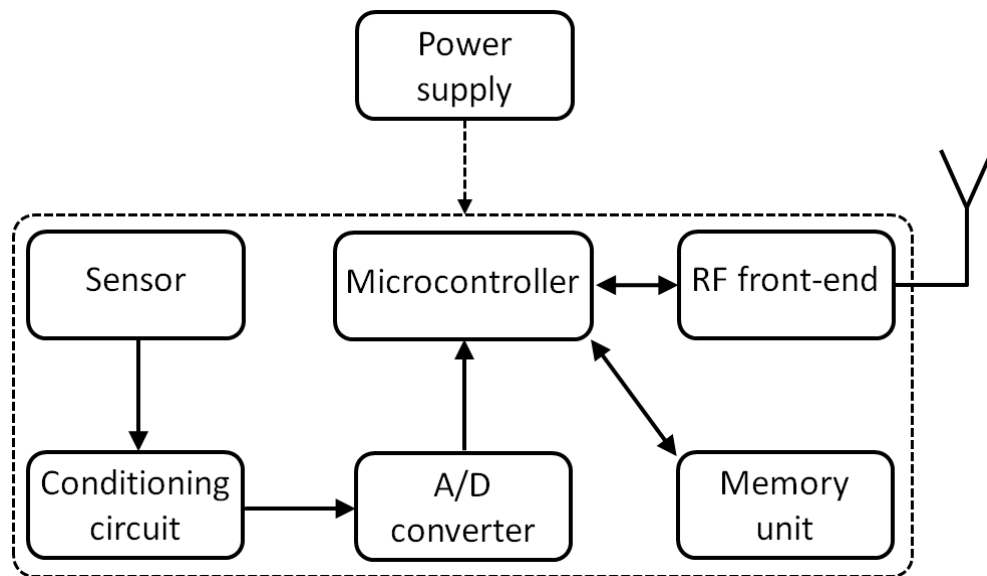 Power
supply
Sensor
Microcontroller
RF front-end
Conditioning
circuit
A/D
converter
Memory
unit